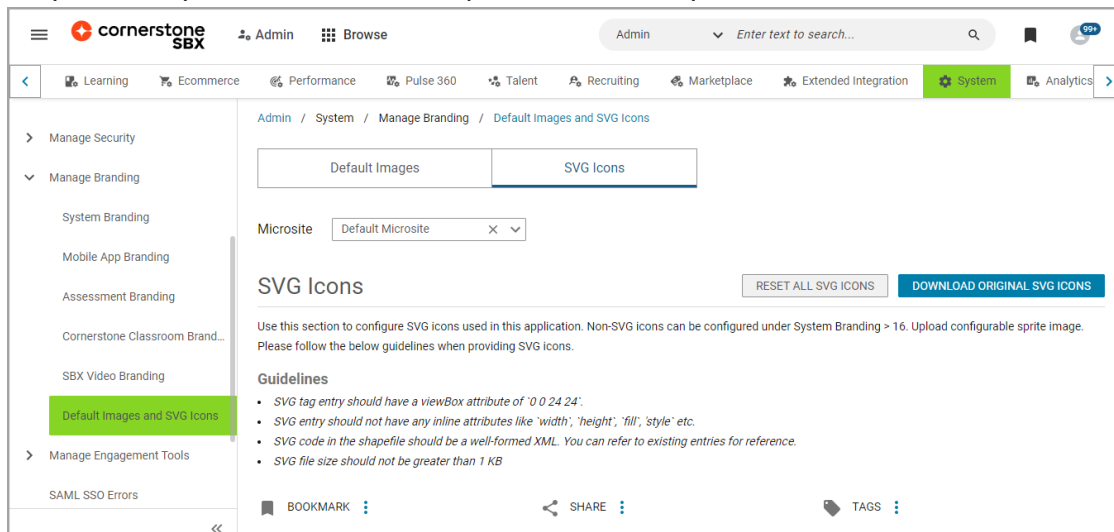 cornerstone
SBX
Admin
Browse
Admin
Enter text to search...
99+
Learning
Ecommerce
Performance
Pulse 360
Talent
Recruiting
Marketplace
Extended Integration
System
Analytics
Admin / System / Manage Branding / Default Images and SVG Icons
Manage Security
Manage Branding
System Branding
Mobile App Branding
Assessment Branding
Cornerstone Classroom Brand...
SBX Video Branding
Default Images and SVG Icons
Manage Engagement Tools
SAML SSO Errors
Default Images
SVG Icons
Microsite
Default Microsite
SVG Icons
RESET ALL SVG ICONS
DOWNLOAD ORIGINAL SVG ICONS
Use this section to configure SVG icons used in this application. Non-SVG icons can be configured under System Branding > 16. Upload configurable sprite image.
Please follow the below guidelines when providing SVG icons.
Guidelines
• SVG tag entry should have a viewBox attribute of `0 0 24 24`.
• SVG entry should not have any inline attributes like `width`, `height`, `fill`, `style` etc.
• SVG code in the shapefile should be a well-formed XML. You can refer to existing entries for reference.
• SVG file size should not be greater than 1 KB
BOOKMARK
SHARE
TAGS